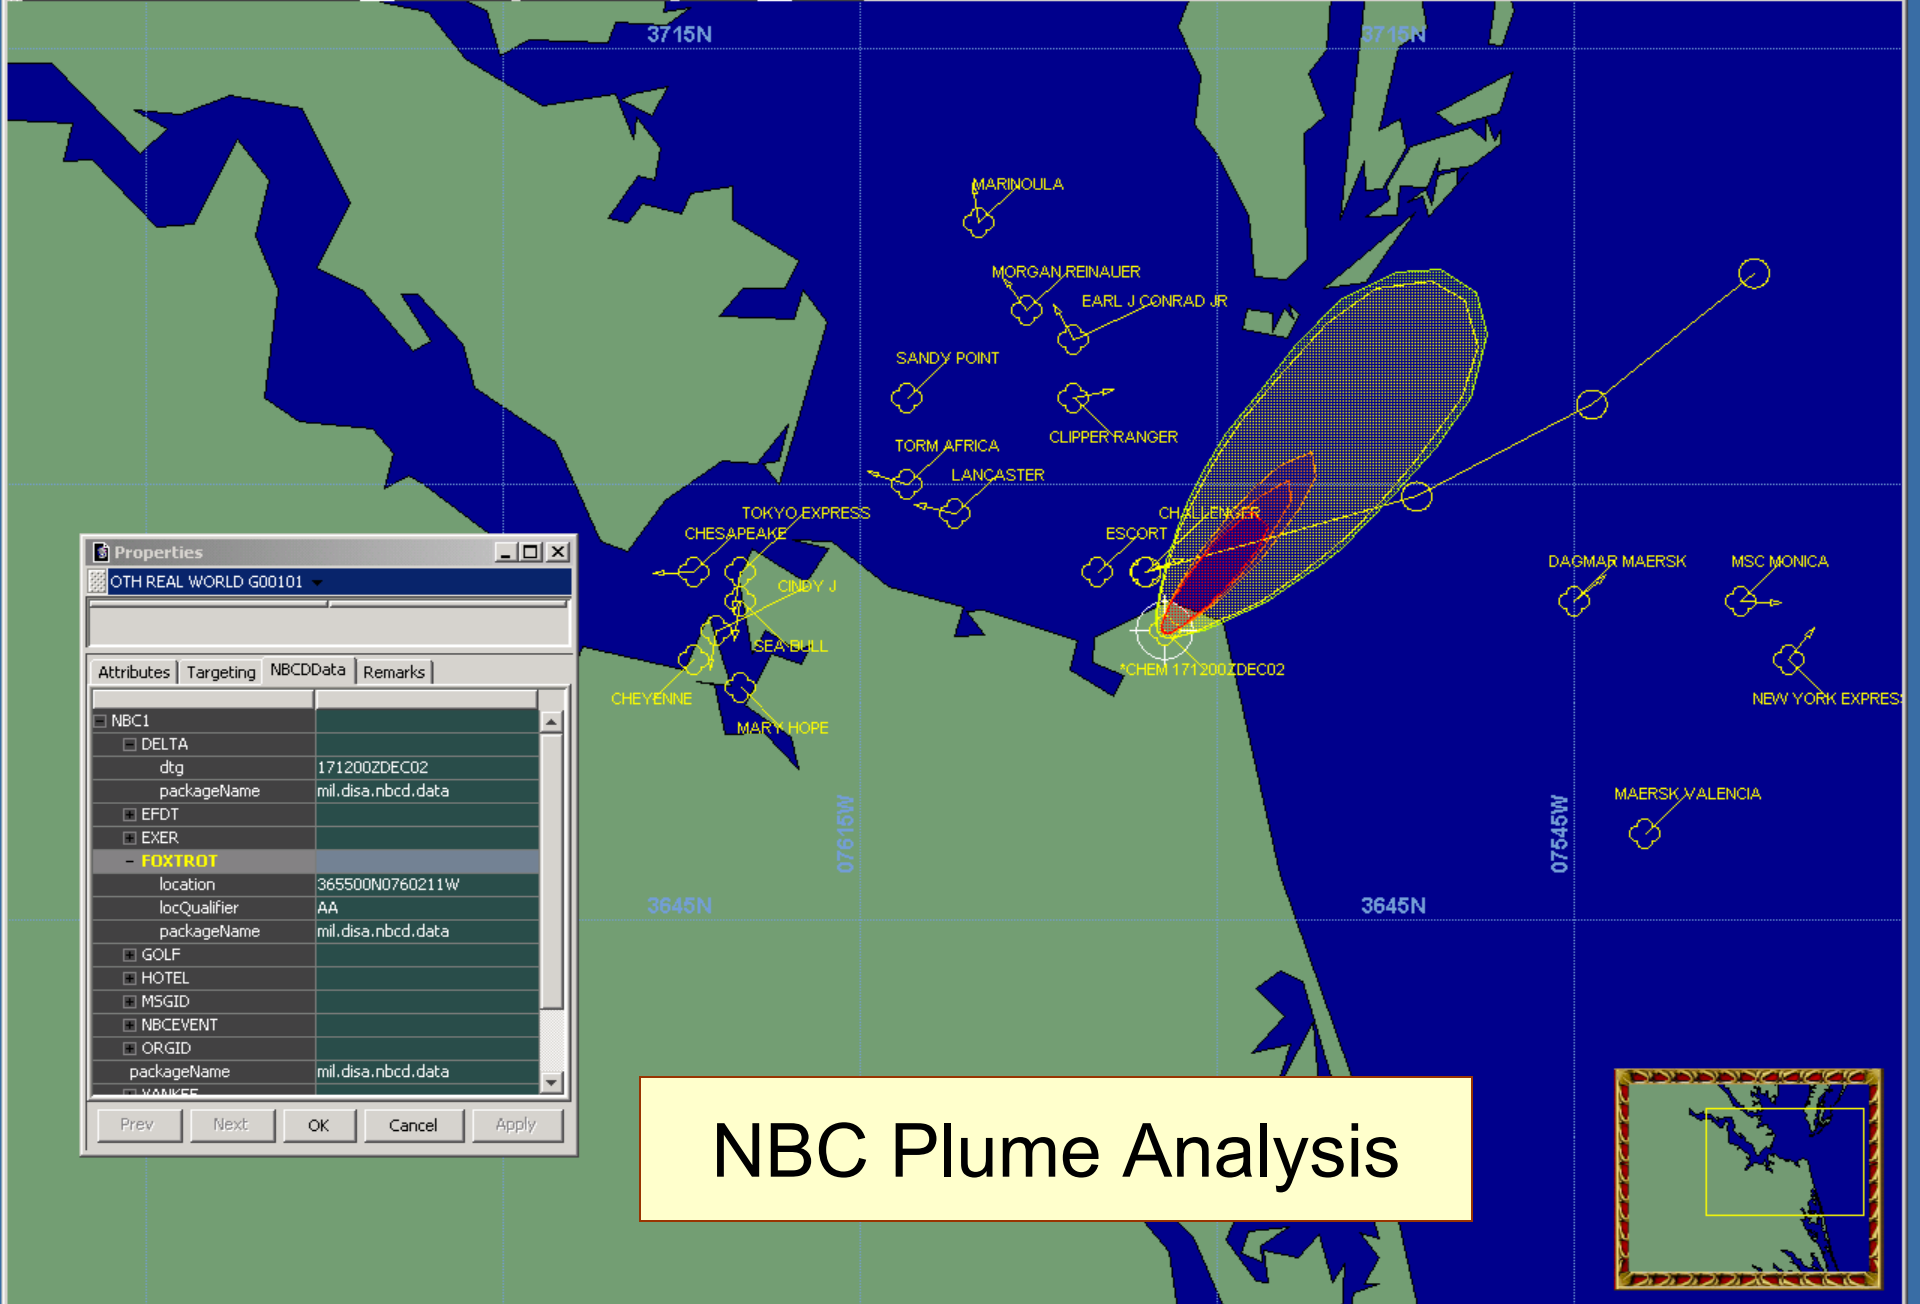 3715N
3715N
MARINOULA
MORGAN REINAUER
EARL J CONRAD JR
SANDY POINT
CLIPPER RANGER
TORM AFRICA
LANCASTER
TOKYO EXPRESS
CHALLENGER
CHESAPEAKE
ESCORT
DAGMAR MAERSK
MSC MONICA
CINDY J
SEA BULL
*CHEM 171200ZDEC02
CHEYENNE
NEW YORK EXPRESS
MARY HOPE
MAERSK VALENCIA
07615W
07545W
3645N
3645N
Properties
OTH REAL WORLD G00101
Attributes Targeting NBCDData Remarks
NBC1
DELTA
dtg 171200ZDEC02
packageName mil.disa.nbcd.data
EFDT
EXER
FOXTROT
location 365500N0760211W
locQualifier AA
packageName mil.disa.nbcd.data
GOLF
HOTEL
MSGID
NBCEVENT
ORGID
packageName mil.disa.nbcd.data
YANKEE
Prev Next OK Cancel Apply
NBC Plume Analysis